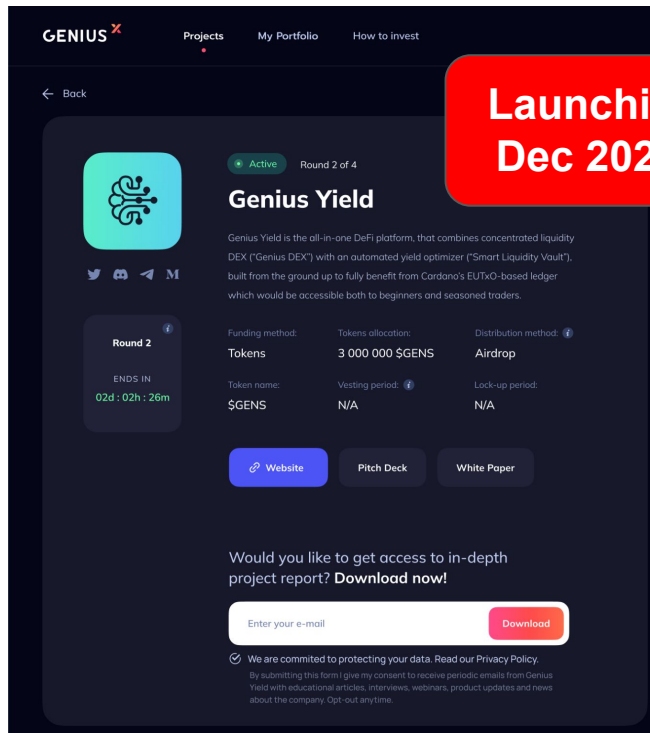 GENIUS X
Projects
My Portfolio
How to invest
← Back
Launchi
Dec 202
Active
Round 2 of 4
Genius Yield
Genius Yield is the all-in-one DeFi platform, that combines concentrated liquidity
DEX ("Genius DEX") with an automated yield optimizer ("Smart Liquidity Vault"),
built from the ground up to fully benefit from Cardano's EUTxO-based ledger
which would be accessible both to beginners and seasoned traders.
Round 2
ENDS IN
02d : 02h : 26m
Funding method:
Tokens
Tokens allocation:
3 000 000 $GENS
Distribution method:
Airdrop
Token name:
$GENS
Vesting period:
N/A
Lock-up period:
N/A
Website
Pitch Deck
White Paper
Would you like to get access to in-depth
project report? Download now!
Enter your e-mail
Download
We are commited to protecting your data. Read our Privacy Policy.
By submitting this form I give my consent to receive periodic emails from Genius
Yield with educational articles, interviews, webinars, product updates and news
about the company. Opt-out anytime.